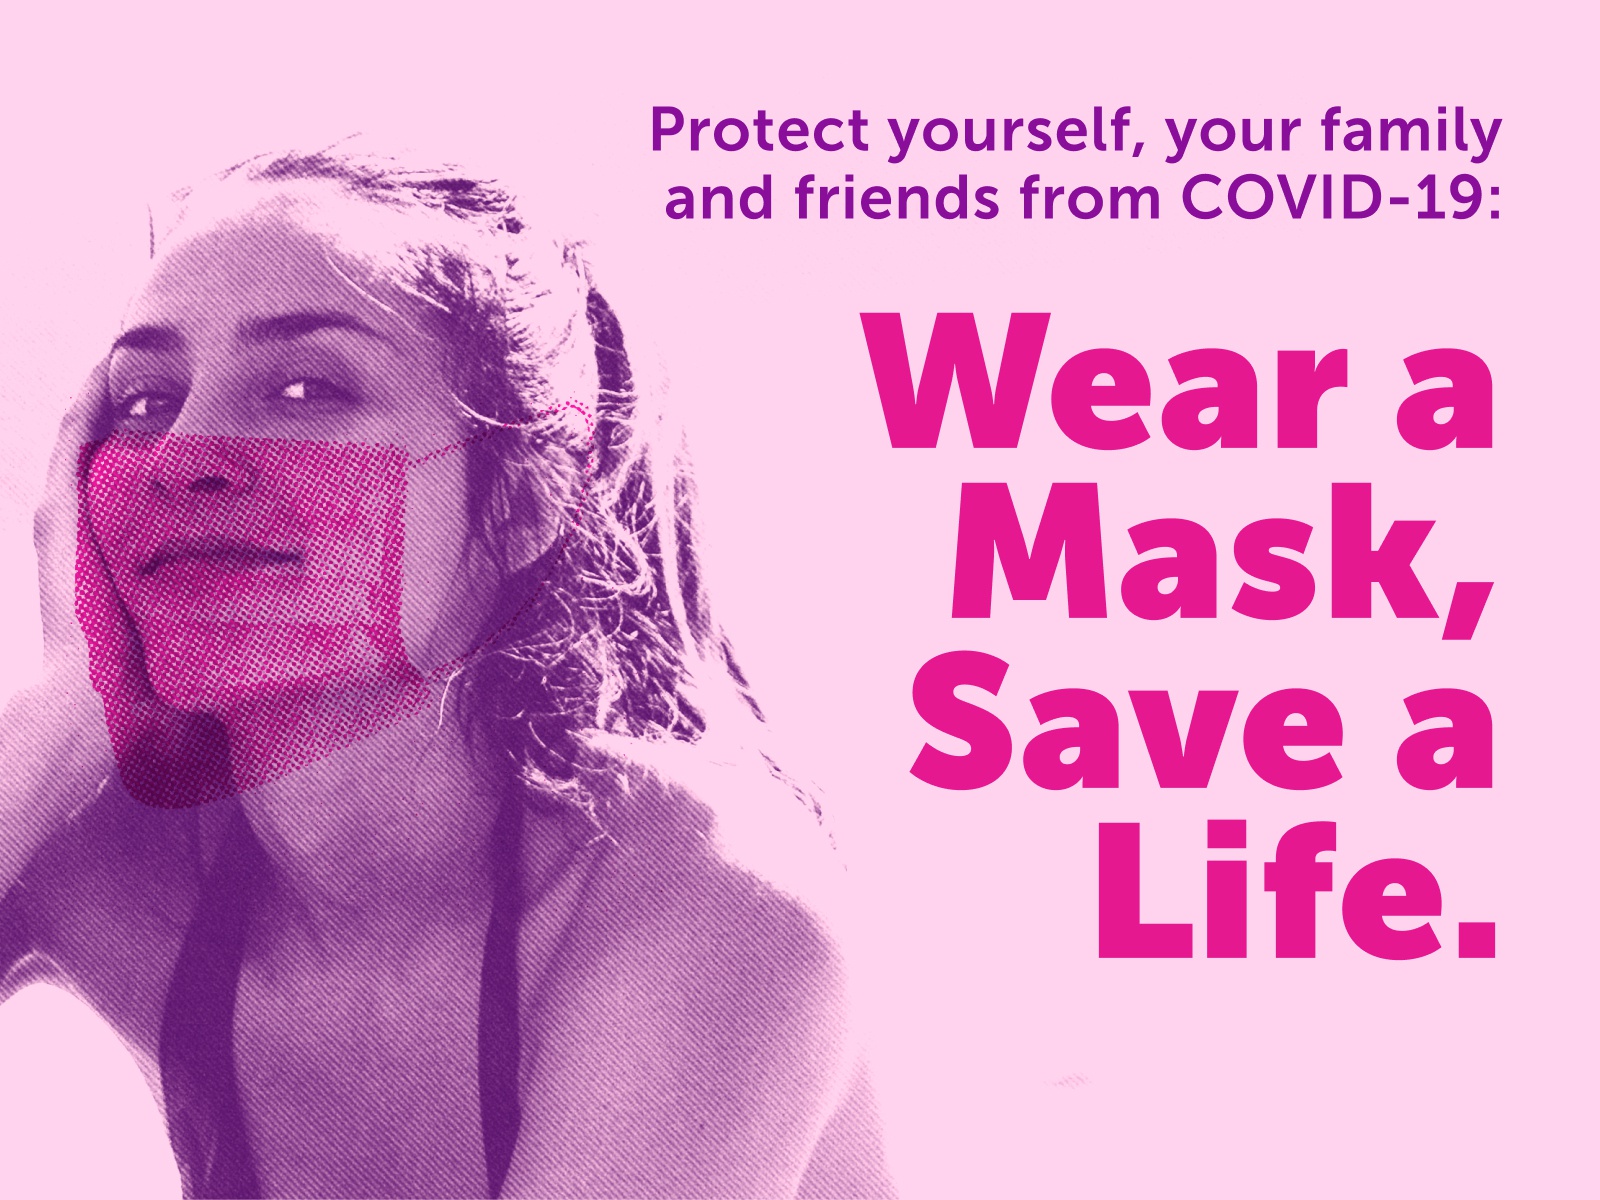 Protect yourself, your family
and friends from COVID-19:
Wear a
Mask,
Save a
Life.